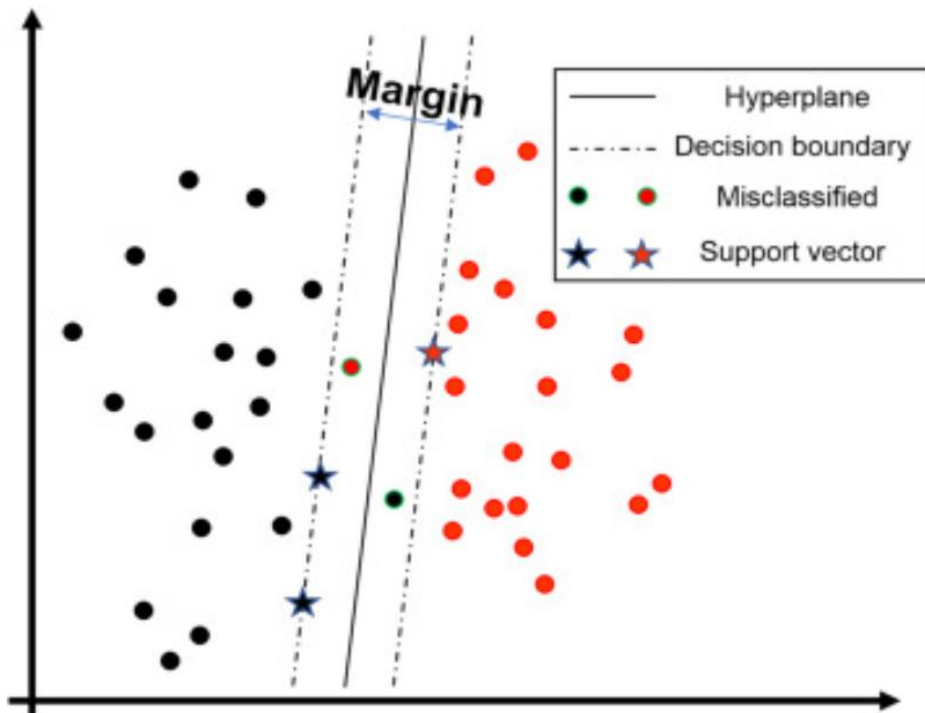 Margin
Hyperplane
Decision boundary
Misclassified
Support vector